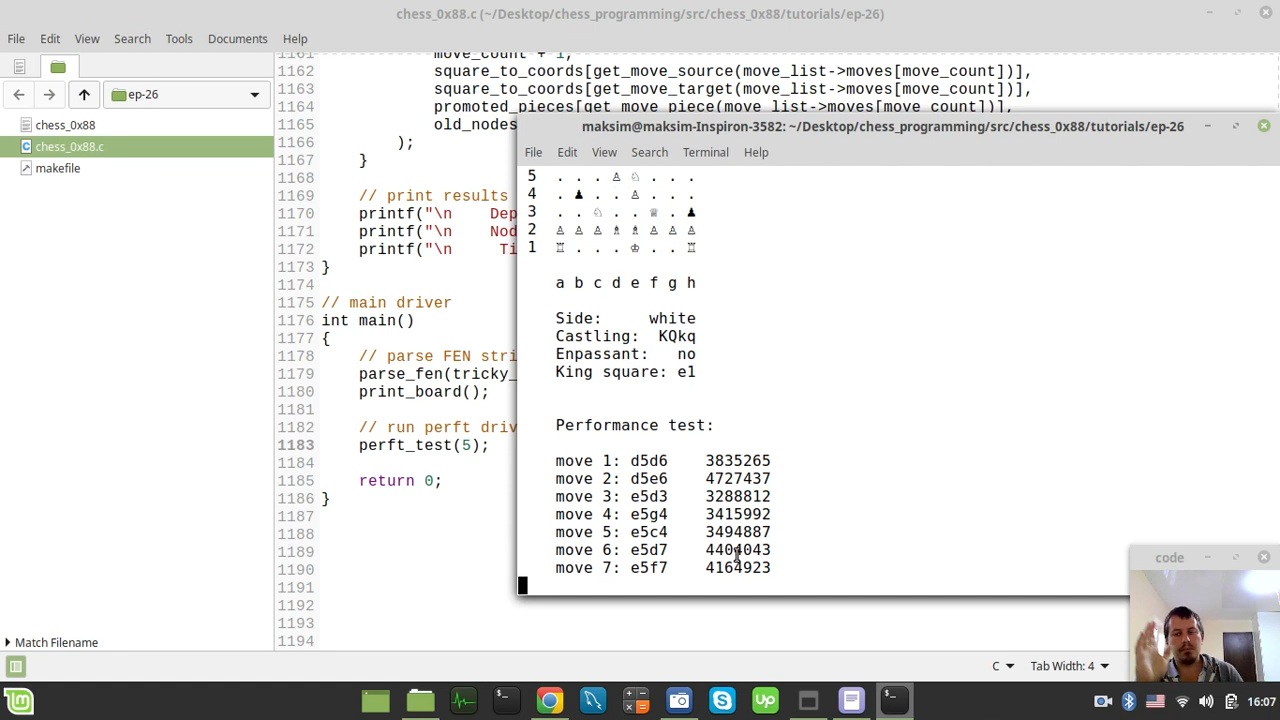 chess_0x88.c (~/Desktop/chess_programming/src/chess_0x88/tutorials/ep-26)
File Edit View Search Tools Documents Help
ep-26
chess_0x88
chess_0x88.c
makefile
Match Filename
1161 move_count + 1,
1162 square_to_coords[get_move_source(move_list->moves[move_count])],
1163 square_to_coords[get_move_target(move_list->moves[move_count])],
1164 promoted_pieces[get_move_piece(move_list->moves[move_count])],
1165 old_nodes
1166 );
1167 }
1168
1169 // print results
1170 printf("\n Dep
1171 printf("\n Nod
1172 printf("\n Ti
1173 }
1174
1175 // main driver
1176 int main()
1177 {
1178 // parse FEN stri
1179 parse_fen(tricky_
1180 print_board();
1181
1182 // run perft driv
1183 perft_test(5);
1184
1185 return 0;
1186 }
1187
1188
1189
1190
1191
1192
1193
1194
maksim@maksim-Inspiron-3582: ~/Desktop/chess_programming/src/chess_0x88/tutorials/ep-26
File Edit View Search Terminal Help
5 . . . ♙ ♘ . . .
4 . ♟ . . ♙ . . .
3 . . ♘ . . ♕ . ♟
2 ♙ ♙ ♙ ♗ ♗ ♙ ♙ ♙
1 ♖ . . . ♔ . . ♖
a b c d e f g h
Side: white
Castling: KQkq
Enpassant: no
King square: e1
Performance test:
move 1: d5d6 3835265
move 2: d5e6 4727437
move 3: e5d3 3288812
move 4: e5g4 3415992
move 5: e5c4 3494887
move 6: e5d7 4404043
move 7: e5f7 4164923
code
C Tab Width: 4
16:07